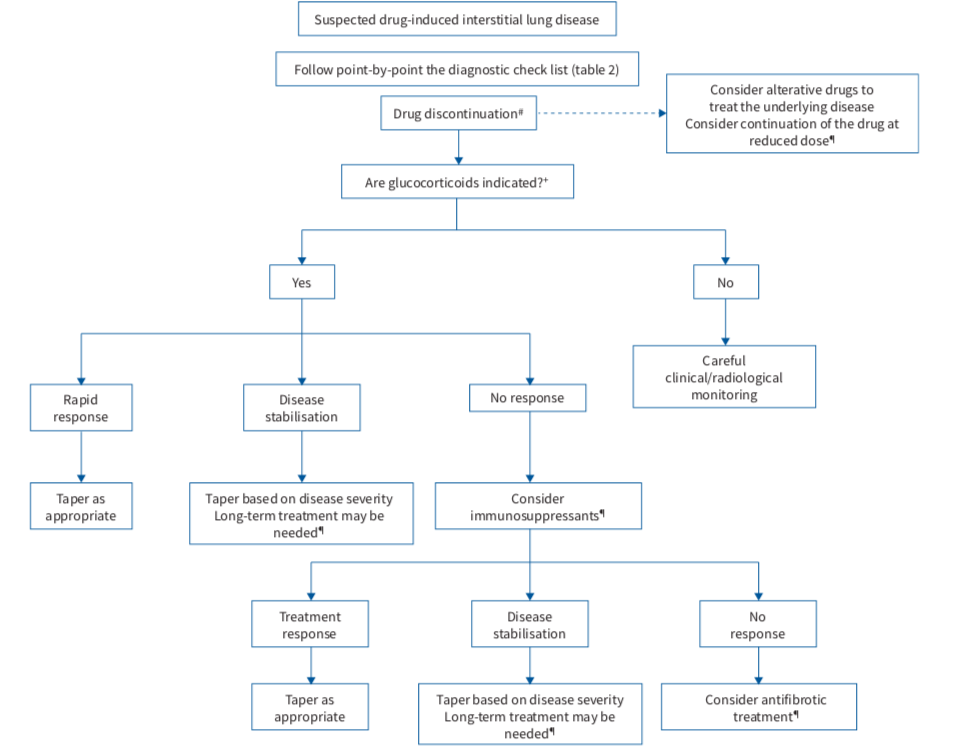 Suspected drug-induced interstitial lung disease
Follow point-by-point the diagnostic check list (table 2)
Drug discontinuation#
Consider alterative drugs to
treat the underlying disease
Consider continuation of the drug at
reduced dose¶
Are glucocorticoids indicated?+
Yes
No
Careful
clinical/radiological
monitoring
Rapid
response
Disease
stabilisation
No response
Taper as
appropriate
Taper based on disease severity
Long-term treatment may be
needed¶
Consider
immunosuppressants¶
Treatment
response
Disease
stabilisation
No
response
Taper as
appropriate
Taper based on disease severity
Long-term treatment may be
needed¶
Consider antifibrotic
treatment¶